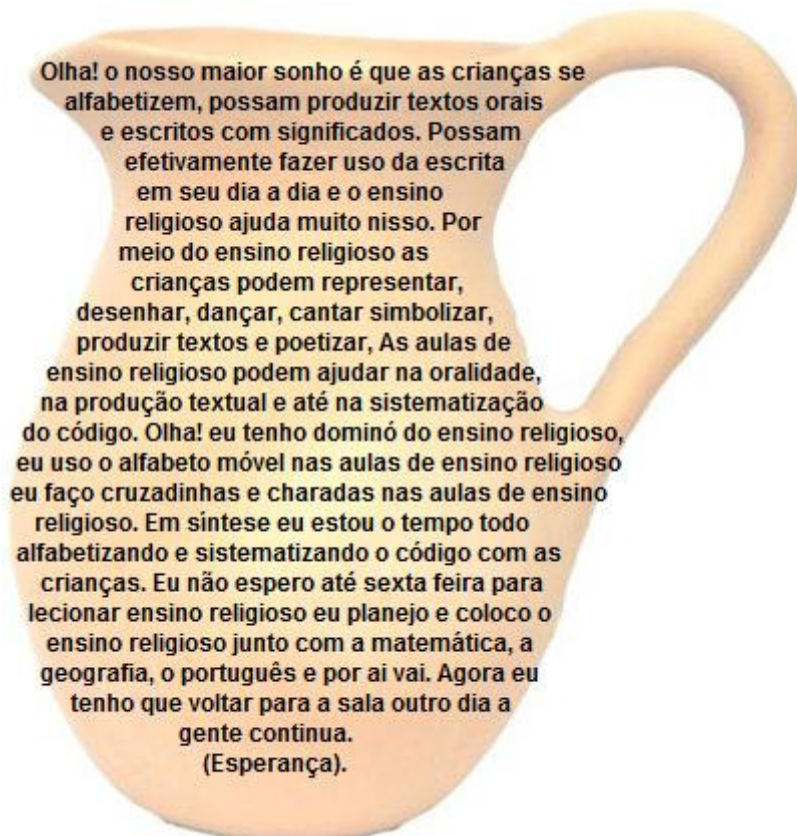 Olha! o nosso maior sonho é que as crianças se
alfabetizem, possam produzir textos orais
e escritos com significados. Possam
efetivamente fazer uso da escrita
em seu dia a dia e o ensino
religioso ajuda muito nisso. Por
meio do ensino religioso as
crianças podem representar,
desenhar, dançar, cantar simbolizar,
produzir textos e poetizar, As aulas de
ensino religioso podem ajudar na oralidade,
na produção textual e até na sistematização
do código. Olha! eu tenho dominó do ensino religioso,
eu uso o alfabeto móvel nas aulas de ensino religioso
eu faço cruzadinhas e charadas nas aulas de ensino
religioso. Em síntese eu estou o tempo todo
alfabetizando e sistematizando o código com as
crianças. Eu não espero até sexta feira para
lecionar ensino religioso eu planejo e coloco o
ensino religioso junto com a matemática, a
geografia, o português e por ai vai. Agora eu
tenho que voltar para a sala outro dia a
gente continua.
(Esperança).